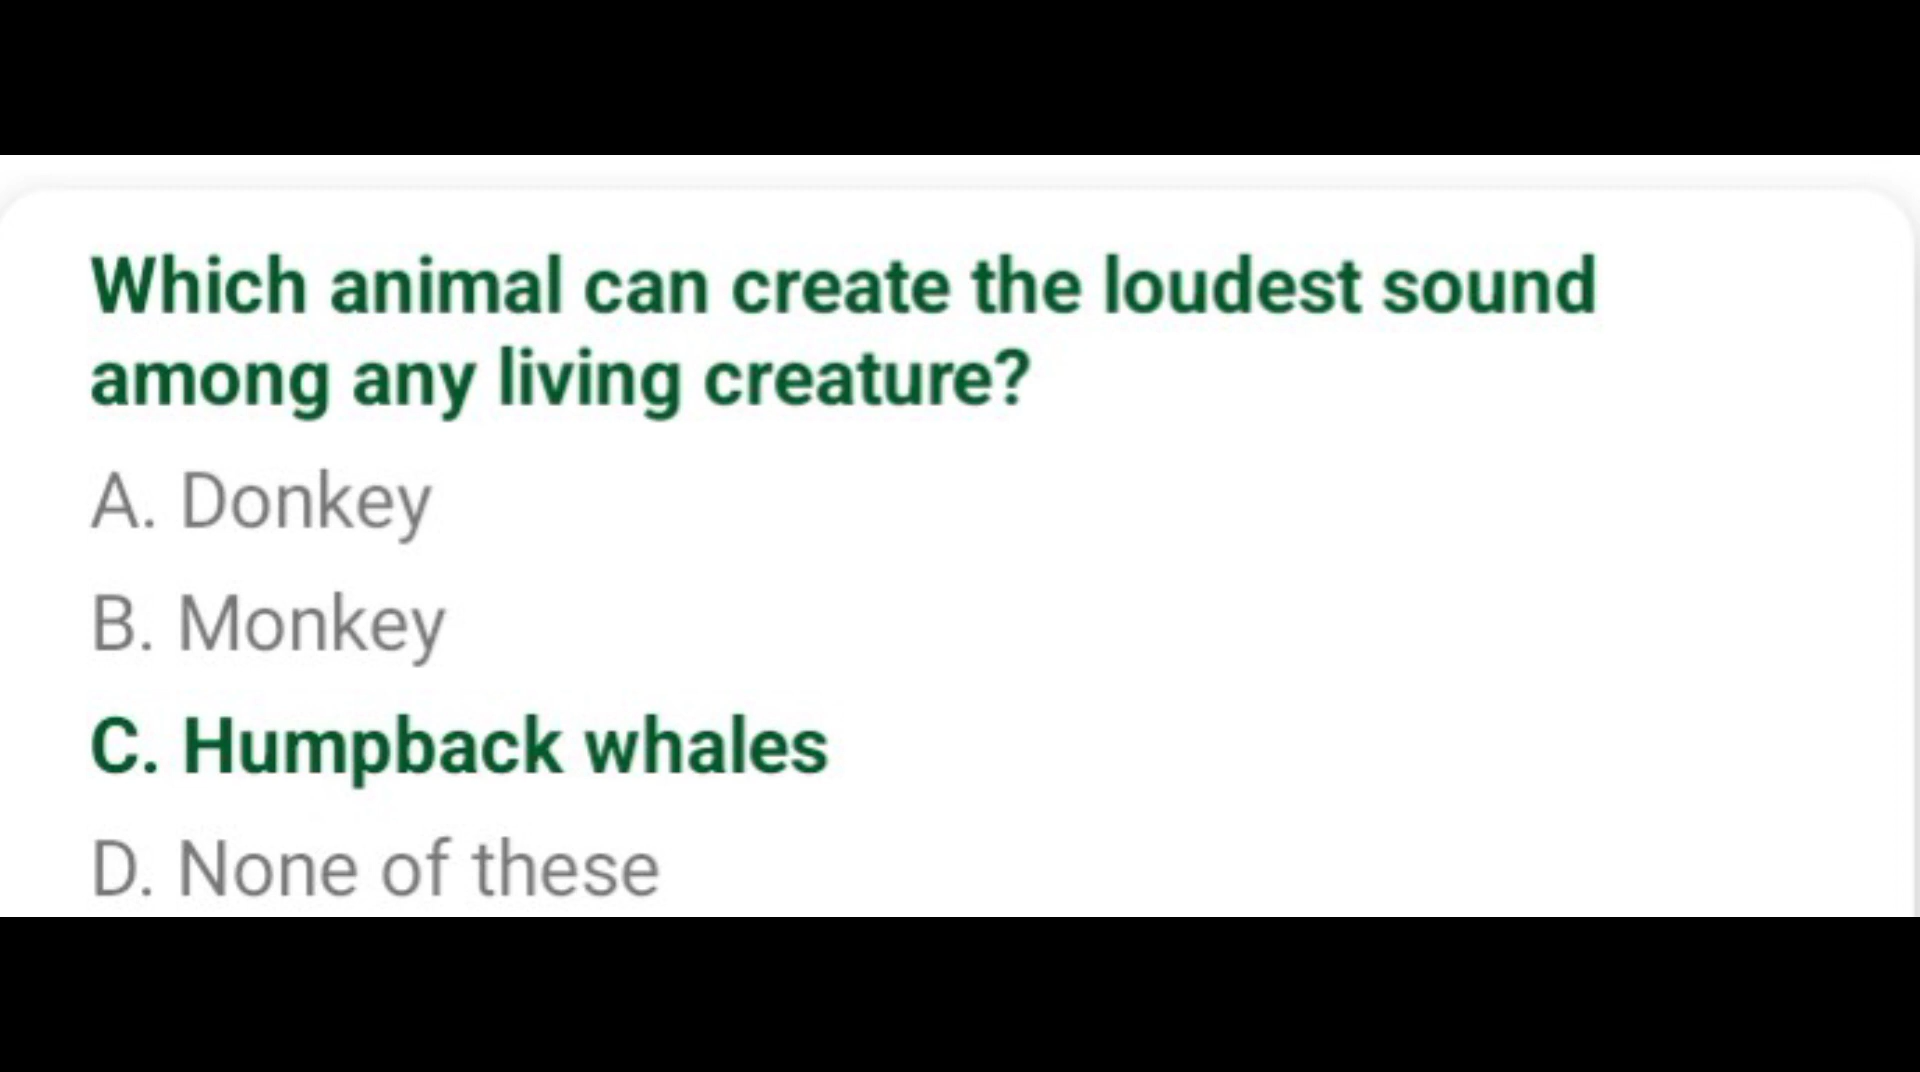 Which animal can create the loudest sound
among any living creature?
A. Donkey
B. Monkey
C. Humpback whales
D. None of these